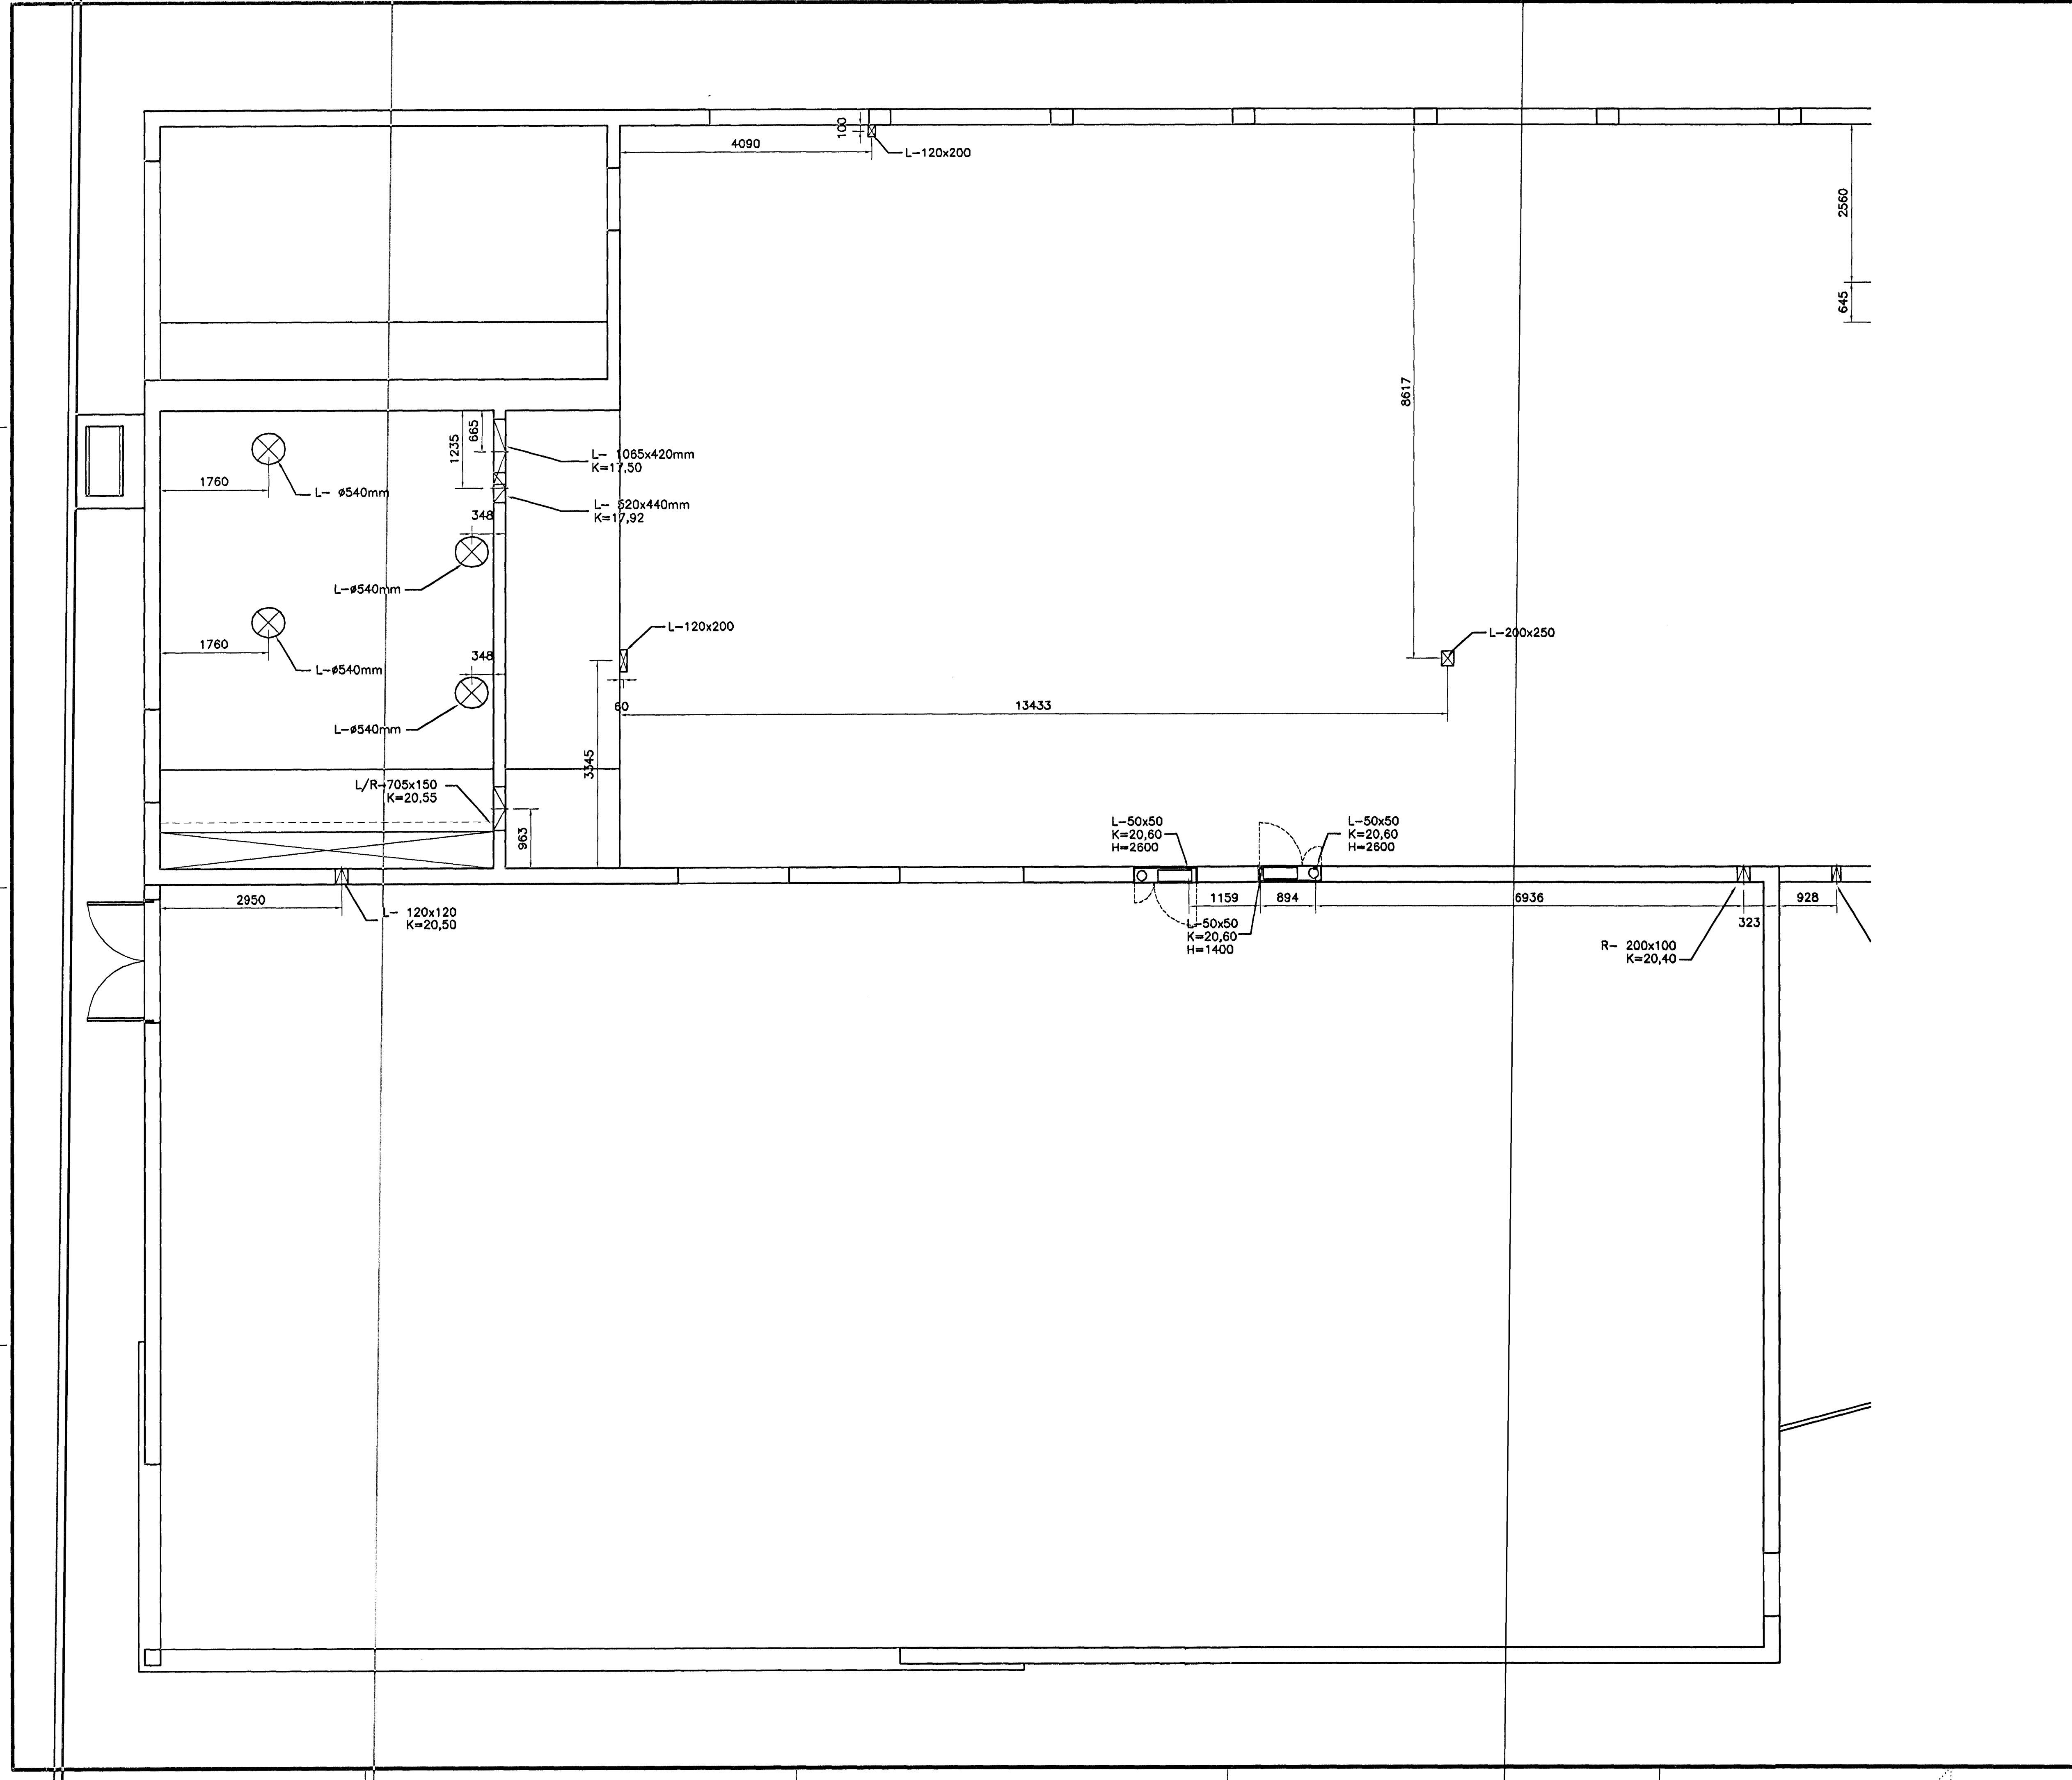 100
4090
L-120x200
2560
645
8617
665
1235
L- 1065x420mm
K=17,50
1760
L- ø540mm
L- 520x440mm
K=17,92
348
L-ø540mm
L-120x200
L-200x250
1760
348
L-ø540mm
60
13433
L-ø540mm
3345
L/R-705x150
K=20,55
963
L-50x50
K=20,60
H=2600
L-50x50
K=20,60
H=2600
2950
1159
894
6936
928
L- 120x120
K=20,50
323
L-50x50
K=20,60
H=1400
R- 200x100
K=20,40